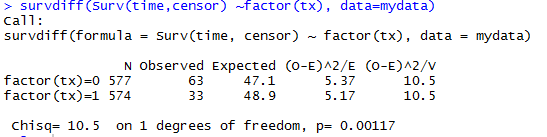 > survdiff(Surv(time,censor) ~factor(tx), data=mydata)
Call:
survdiff(formula = Surv(time, censor) ~ factor(tx), data = mydata)
N Observed Expected (O-E)^2/E (O-E)^2/V
factor(tx)=0 577 63 47.1 5.37 10.5
factor(tx)=1 574 33 48.9 5.17 10.5
Chisq= 10.5 on 1 degrees of freedom, p= 0.00117